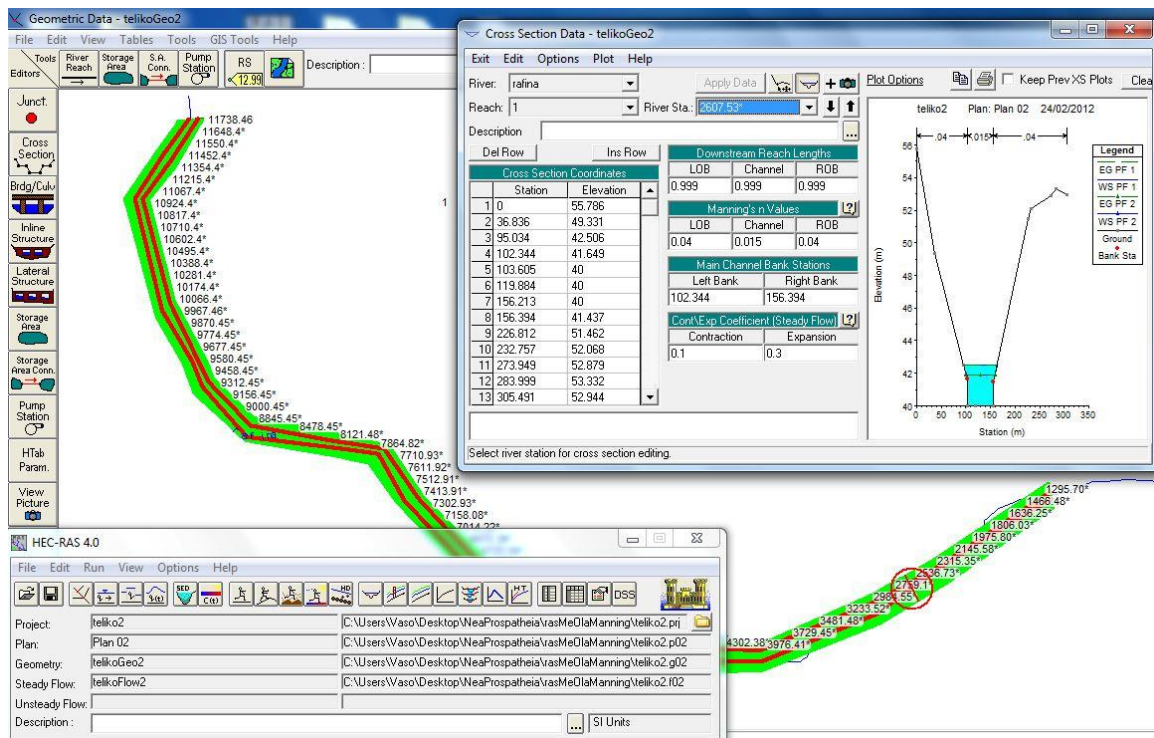 Geometric Data - telikoGeo2
File Edit View Tables Tools GIS Tools Help
Tools
Editors
River
Reach
Storage
Area
S.A.
Conn.
Pump
Station
RS
12.99
Description :
Junct.
Cross
Section
Brdg/Culv
Inline
Structure
Lateral
Structure
Storage
Area
Storage
Area Conn.
Pump
Station
HTab
Param.
View
Picture
11738.46
11648.4*
11550.4*
11452.4*
11354.4*
11215.4*
11067.4*
10924.4*
10817.4*
10710.4*
10602.4*
10495.4*
10388.4*
10281.4*
10174.4*
10066.4*
9967.46*
9870.45*
9774.45*
9677.45*
9580.45*
9458.45*
9312.45*
9156.45*
9000.45*
8845.45*
8478.45*
8121.48*
7864.82*
7710.93*
7611.92*
7512.91*
7413.91*
7302.93*
7158.08*
7014.22*
1
4302.38*
3976.41*
3729.45*
3481.48*
3233.52*
2984.55*
2759.1*
2536.73*
2315.35*
2145.58*
1975.80*
1806.03*
1636.25*
1466.48*
1295.70*
Cross Section Data - telikoGeo2
Exit Edit Options Plot Help
River: rafina
Apply Data
Plot Options
Keep Prev XS Plots
Clea
Reach: 1
River Sta.: 2607.53*
Description
...
Del Row
Ins Row
Cross Section Coordinates
Station Elevation
1 0 55.786
2 36.836 49.331
3 95.034 42.506
4 102.344 41.649
5 103.605 40
6 119.884 40
7 156.213 40
8 156.394 41.437
9 226.812 51.462
10 232.757 52.068
11 273.949 52.879
12 283.999 53.332
13 305.491 52.944
Downstream Reach Lengths
LOB Channel ROB
0.999 0.999 0.999
Manning's n Values
LOB Channel ROB
0.04 0.015 0.04
Main Channel Bank Stations
Left Bank Right Bank
102.344 156.394
Cont\Exp Coefficient (Steady Flow)
Contraction Expansion
0.1 0.3
Select river station for cross section editing.
teliko2 Plan: Plan 02 24/02/2012
.04 .015 .04
56
54
52
50
48
46
44
42
40
Elevation (m)
0 50 100 150 200 250 300 350
Station (m)
Legend
EG PF 1
WS PF 1
EG PF 2
WS PF 2
Ground
Bank Sta
HEC-RAS 4.0
File Edit Run View Options Help
DSS
Project: teliko2 C:\Users\Vaso\Desktop\NeaProspatheia\rasMeOlaManning\teliko2.prj
Plan: Plan 02 C:\Users\Vaso\Desktop\NeaProspatheia\rasMeOlaManning\teliko2.p02
Geometry: telikoGeo2 C:\Users\Vaso\Desktop\NeaProspatheia\rasMeOlaManning\teliko2.g02
Steady Flow: telikoFlow2 C:\Users\Vaso\Desktop\NeaProspatheia\rasMeOlaManning\teliko2.f02
Unsteady Flow:
Description :
...
SI Units